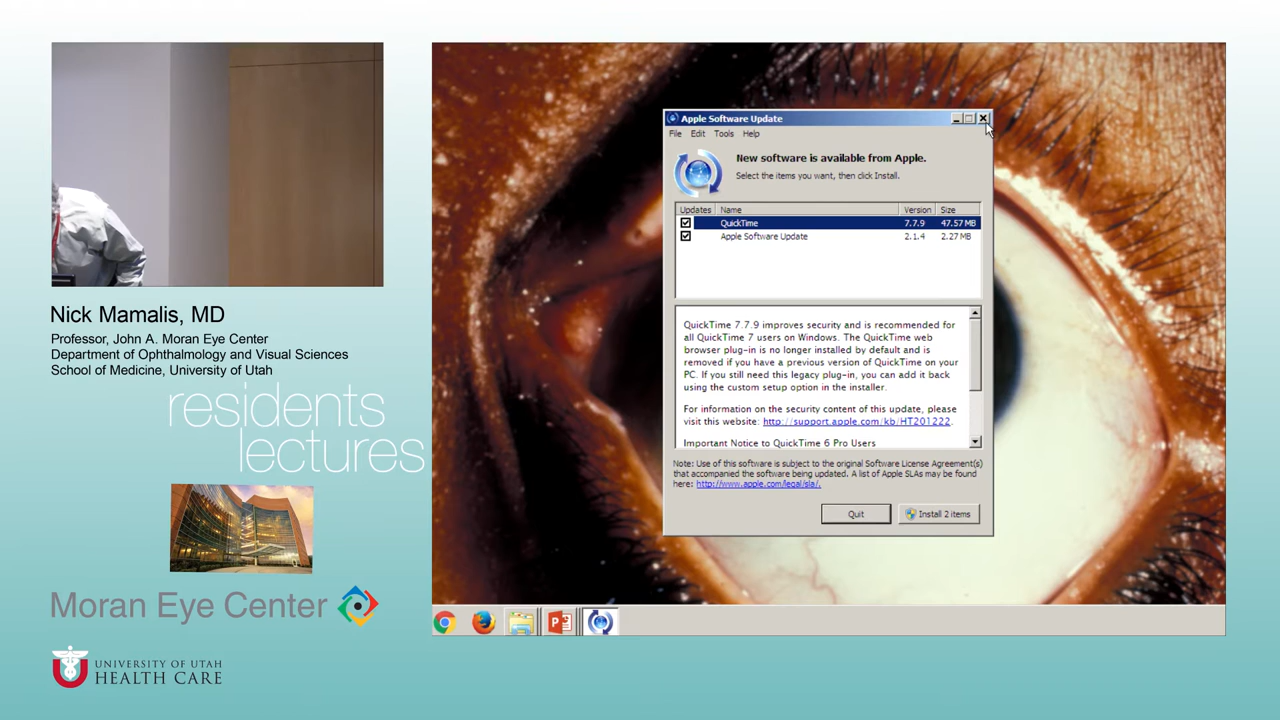 Nick Mamalis, MD
Professor, John A. Moran Eye Center
Department of Ophthalmology and Visual Sciences
School of Medicine, University of Utah
residents
lectures
Moran Eye Center
UNIVERSITY OF UTAH
HEALTH CARE
Apple Software Update
File Edit Tools Help
New software is available from Apple.
Select the items you want, then click Install.
Updates Name Version Size
QuickTime 7.7.9 47.57 MB
Apple Software Update 2.1.4 2.27 MB
QuickTime 7.7.9 improves security and is recommended for
all QuickTime 7 users on Windows. The QuickTime web
browser plug-in is no longer installed by default and is
removed if you have a previous version of QuickTime on your
PC. If you still need this legacy plug-in, you can add it back
using the custom setup option in the installer.
For information on the security content of this update, please
visit this website: http://support.apple.com/kb/HT201222.
Important Notice to QuickTime 6 Pro Users
Note: Use of this software is subject to the original Software License Agreement(s)
that accompanied the software being updated. A list of Apple SLAs may be found
here: http://www.apple.com/legal/sla/.
Quit
Install 2 items